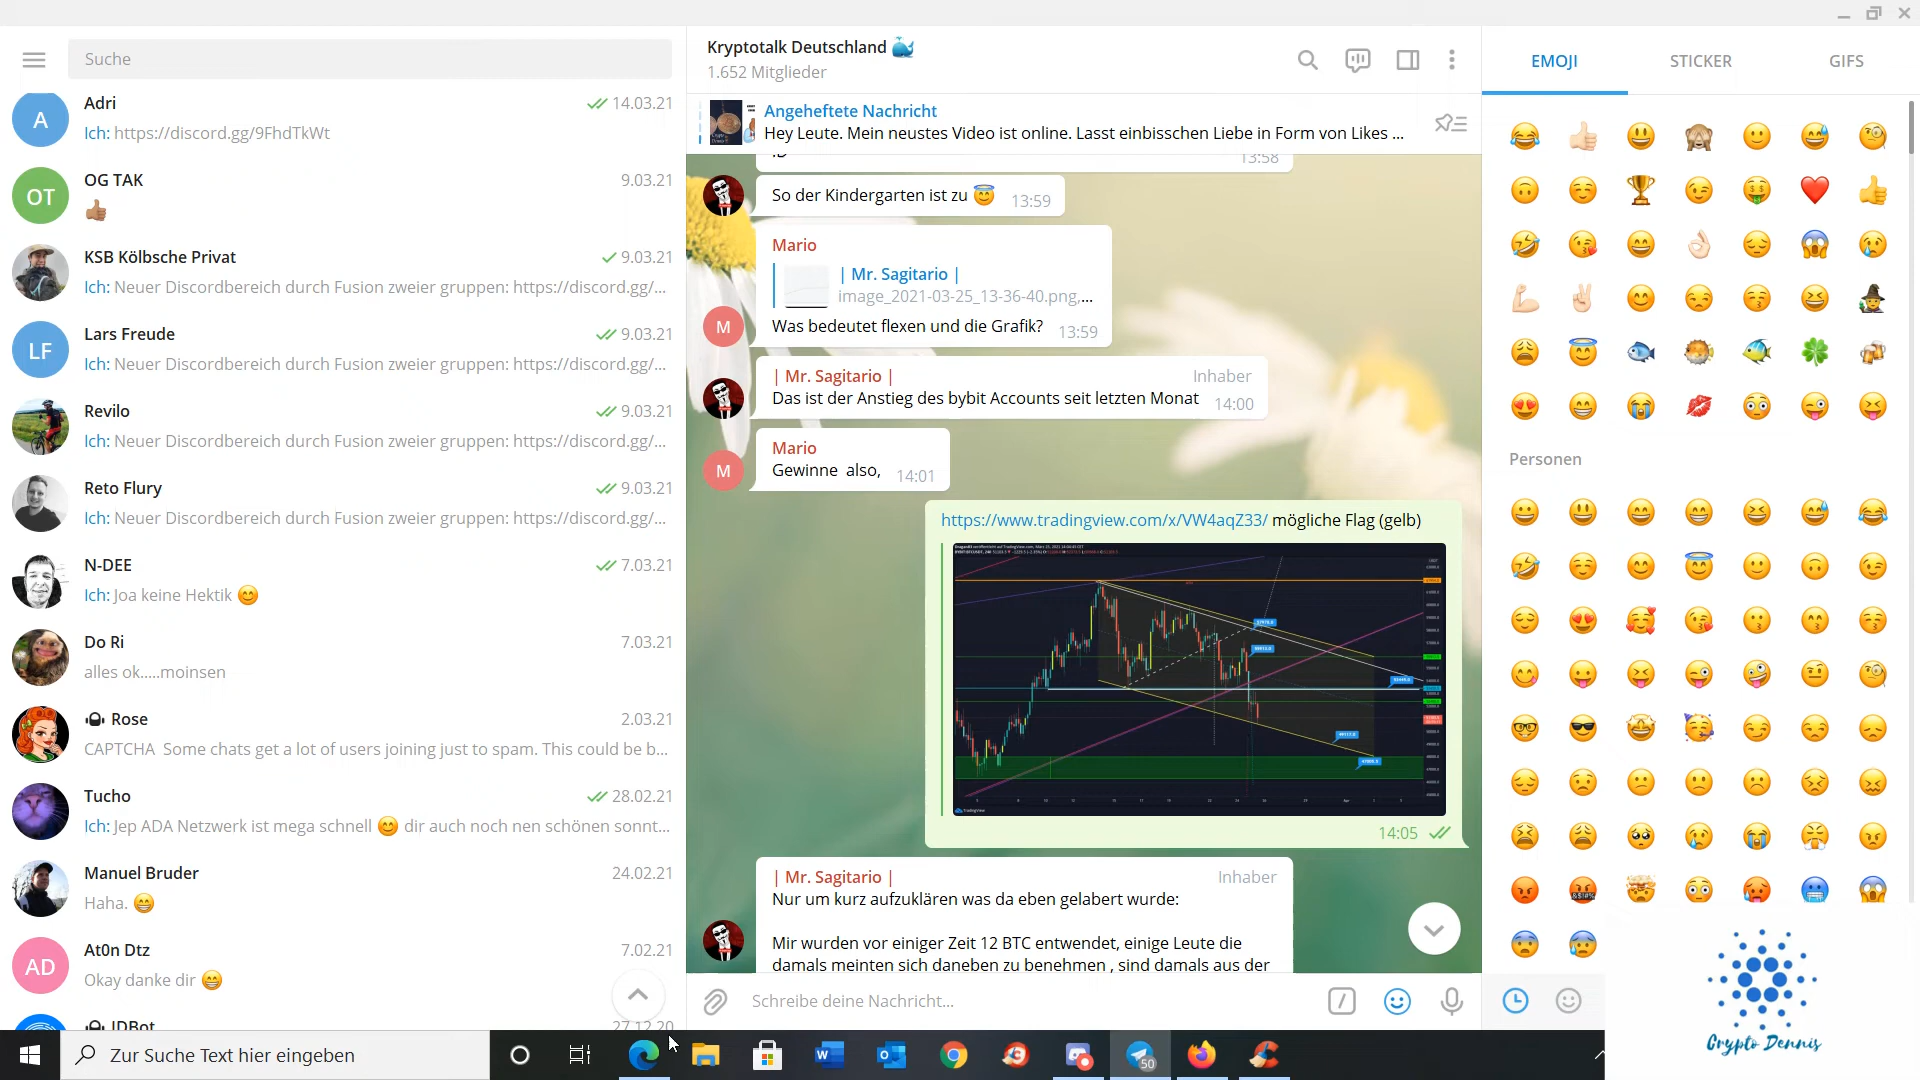 Suche
Adri
14.03.21
Ich: https://discord.gg/9FhdTkWt
OT
OG TAK
9.03.21
KSB Kölbsche Privat
9.03.21
Ich: Neuer Discordbereich durch Fusion zweier gruppen: https://discord.gg/...
LF
Lars Freude
9.03.21
Ich: Neuer Discordbereich durch Fusion zweier gruppen: https://discord.gg/...
Revilo
9.03.21
Ich: Neuer Discordbereich durch Fusion zweier gruppen: https://discord.gg/...
Reto Flury
9.03.21
Ich: Neuer Discordbereich durch Fusion zweier gruppen: https://discord.gg/...
N-DEE
7.03.21
Ich: Joa keine Hektik 😊
Do Ri
7.03.21
alles ok.....moinsen
Rose
2.03.21
CAPTCHA Some chats get a lot of users joining just to spam. This could be b...
Tucho
28.02.21
Ich: Jep ADA Netzwerk ist mega schnell 😊 dir auch noch nen schönen sonnt...
Manuel Bruder
24.02.21
Haha. 😁
AD
At0n Dtz
7.02.21
Okay danke dir 😁
IDBot
27.12.20
Kryptotalk Deutschland 🐳
1.652 Mitglieder
Angeheftete Nachricht
Hey Leute. Mein neustes Video ist online. Lasst einbisschen Liebe in Form von Likes ...
13:58
So der Kindergarten ist zu 😇 13:59
Mario
| Mr. Sagitario |
image_2021-03-25_13-36-40.png,...
M
Was bedeutet flexen und die Grafik? 13:59
| Mr. Sagitario | Inhaber
Das ist der Anstieg des bybit Accounts seit letzten Monat 14:00
Mario
M
Gewinne also, 14:01
https://www.tradingview.com/x/VW4aqZ33/ mögliche Flag (gelb)
14:05
| Mr. Sagitario | Inhaber
Nur um kurz aufzuklären was da eben gelabert wurde:
Mir wurden vor einiger Zeit 12 BTC entwendet, einige Leute die
damals meinten sich daneben zu benehmen , sind damals aus der
Schreibe deine Nachricht...
EMOJI STICKER GIFS
Personen
Zur Suche Text hier eingeben
50
Crypto Dennis